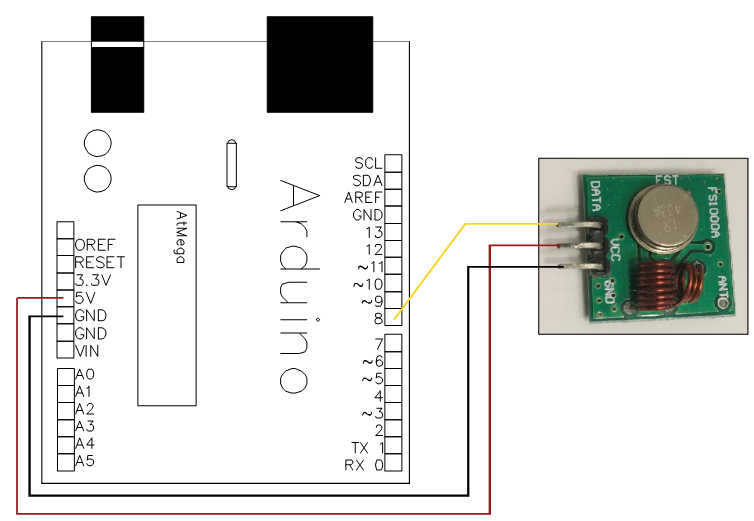 SCL
SDA
AREF
GND
13
12
~11
~10
~9
8
7
~6
~5
4
~3
2
TX 1
RX 0
OREF
RESET
3.3V
5V
GND
GND
VIN
A0
A1
A2
A3
A4
A5
AtMega
Arduino
DATA
VCC
GND
FST
FS1000A
ANT